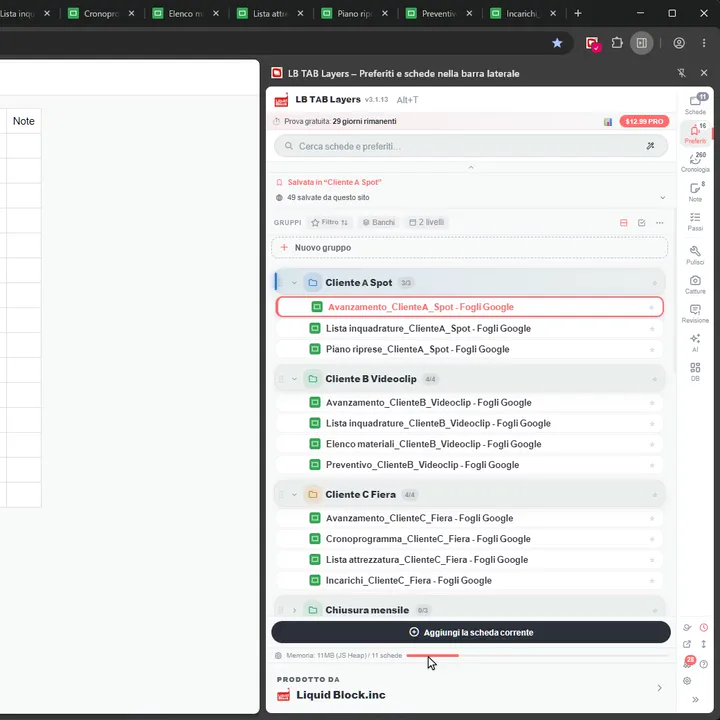 Lista inqu
Cronopro
Elenco m
Lista attre
Piano ripr
Preventiv
Incarichi_
Note
LB TAB Layers – Preferiti e schede nella barra laterale
LB TAB Layers v3.1.13 Alt+T
Prova gratuita: 29 giorni rimanenti
$12.99 PRO
Cerca schede e preferiti...
Salvata in “Cliente A Spot”
49 salvate da questo sito
GRUPPI Filtro Banchi 2 livelli
Nuovo gruppo
Cliente A Spot 3/3
Avanzamento_ClienteA_Spot - Fogli Google
Lista inquadrature_ClienteA_Spot - Fogli Google
Piano riprese_ClienteA_Spot - Fogli Google
Cliente B Videoclip 4/4
Avanzamento_ClienteB_Videoclip - Fogli Google
Lista inquadrature_ClienteB_Videoclip - Fogli Google
Elenco materiali_ClienteB_Videoclip - Fogli Google
Preventivo_ClienteB_Videoclip - Fogli Google
Cliente C Fiera 4/4
Avanzamento_ClienteC_Fiera - Fogli Google
Cronoprogramma_ClienteC_Fiera - Fogli Google
Lista attrezzatura_ClienteC_Fiera - Fogli Google
Incarichi_ClienteC_Fiera - Fogli Google
Chiusura mensile 0/3
Aggiungi la scheda corrente
Memoria: 11MB (JS Heap) / 11 schede
PRODOTTO DA
Liquid Block.inc
11
Schede
16
Preferiti
260
Cronologia
8
Note
Passi
Pulisci
Catture
Revisione
AI
DB
28